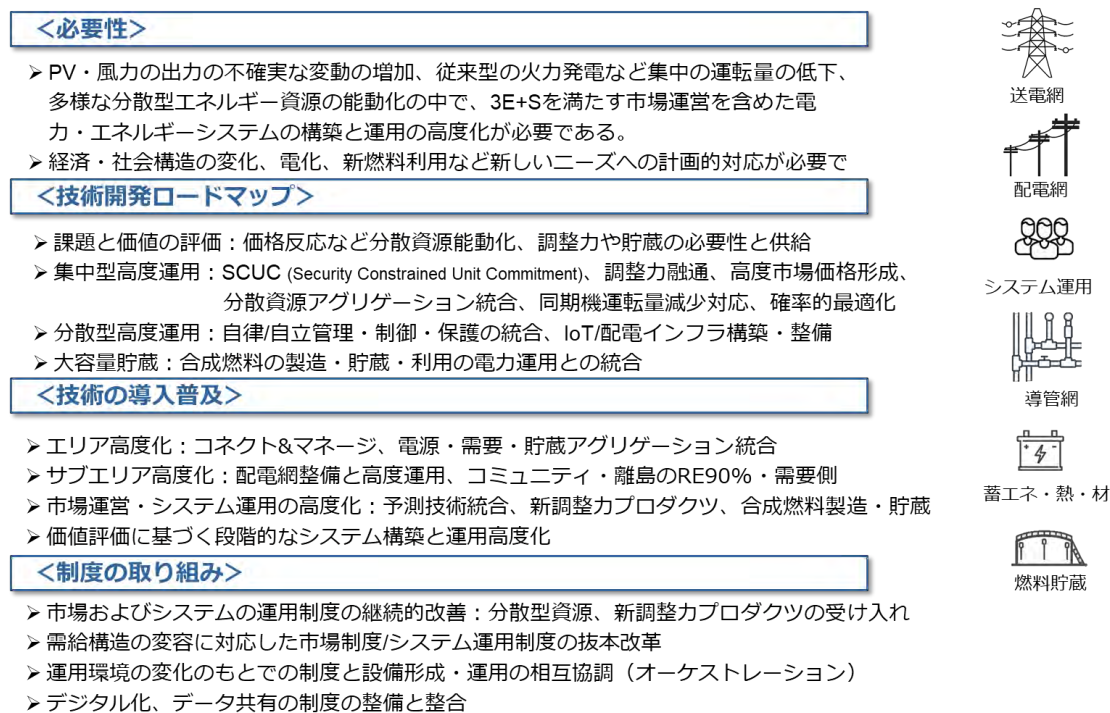 ＜必要性＞
➢ PV・風力の出力の不確実な変動の増加、従来型の火力発電など集中の運転量の低下、
多様な分散型エネルギー資源の能動化の中で、3E+Sを満たす市場運営を含めた電
力・エネルギーシステムの構築と運用の高度化が必要である。
➢ 経済・社会構造の変化、電化、新燃料利用など新しいニーズへの計画的対応が必要で
＜技術開発ロードマップ＞
➢ 課題と価値の評価：価格反応など分散資源能動化、調整力や貯蔵の必要性と供給
➢ 集中型高度運用：SCUC (Security Constrained Unit Commitment)、調整力融通、高度市場価格形成、
分散資源アグリゲーション統合、同期機運転量減少対応、確率的最適化
➢ 分散型高度運用：自律/自立管理・制御・保護の統合、IoT/配電インフラ構築・整備
➢ 大容量貯蔵：合成燃料の製造・貯蔵・利用の電力運用との統合
＜技術の導入普及＞
➢ エリア高度化：コネクト&マネージ、電源・需要・貯蔵アグリゲーション統合
➢ サブエリア高度化：配電網整備と高度運用、コミュニティ・離島のRE90%・需要側
➢ 市場運営・システム運用の高度化：予測技術統合、新調整力プロダクツ、合成燃料製造・貯蔵
➢ 価値評価に基づく段階的なシステム構築と運用高度化
＜制度の取り組み＞
➢ 市場およびシステムの運用制度の継続的改善：分散型資源、新調整力プロダクツの受け入れ
➢ 需給構造の変容に対応した市場制度/システム運用制度の抜本改革
➢ 運用環境の変化のもとでの制度と設備形成・運用の相互協調（オーケストレーション）
➢ デジタル化、データ共有の制度の整備と整合
送電網
配電網
システム運用
導管網
蓄エネ・熱・材
燃料貯蔵